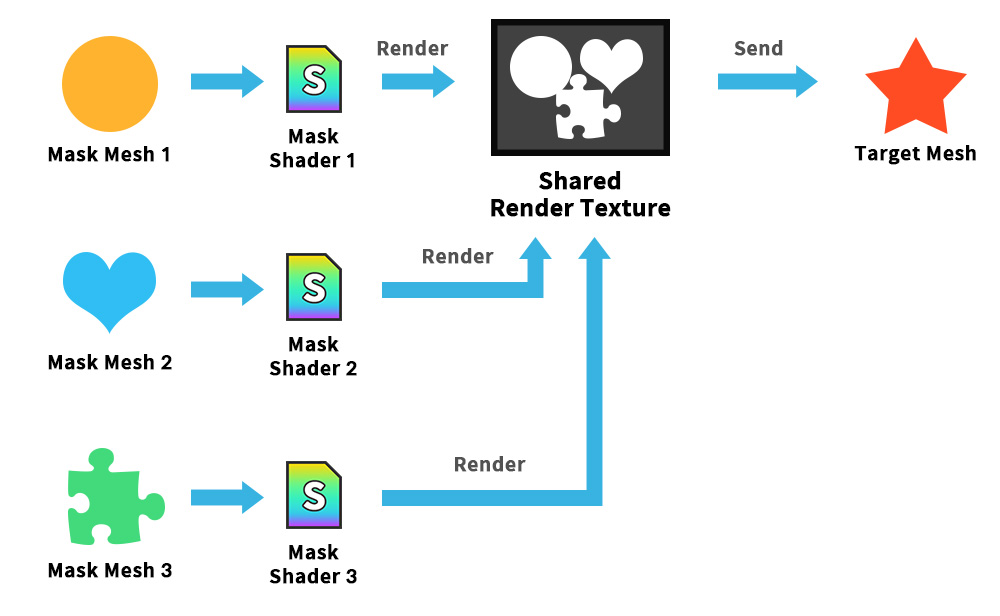 Render
Send
S
Mask Mesh 1
Mask
Shader 1
Shared
Render Texture
Target Mesh
Render
S
Mask Mesh 2
Mask
Shader 2
Render
S
Mask Mesh 3
Mask
Shader 3